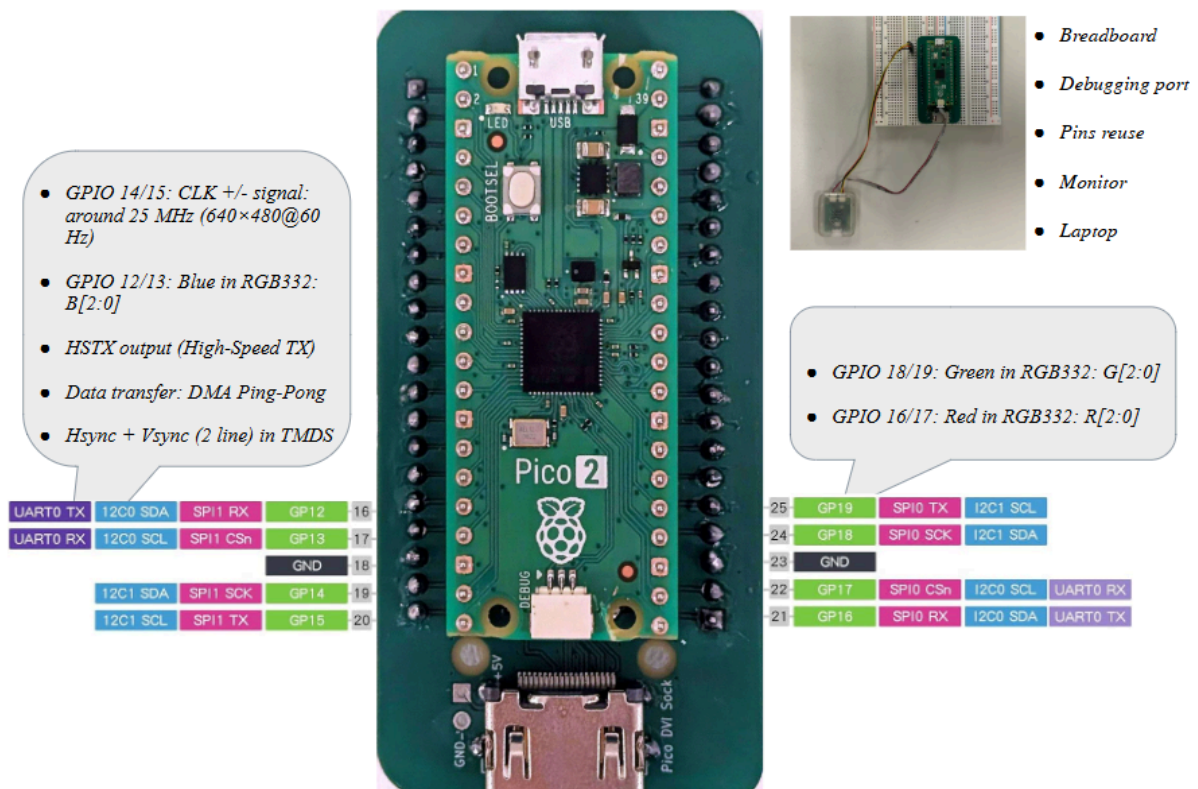 ● GPIO 14/15: CLK +/- signal:
around 25 MHz (640×480@60
Hz)
● GPIO 12/13: Blue in RGB332:
B[2:0]
● HSTX output (High-Speed TX)
● Data transfer: DMA Ping-Pong
● Hsync + Vsync (2 line) in TMDS
● Breadboard
● Debugging port
● Pins reuse
● Monitor
● Laptop
● GPIO 18/19: Green in RGB332: G[2:0]
● GPIO 16/17: Red in RGB332: R[2:0]
1
2
39
LED
USB
BOOTSEL
Pico 2
DEBUG
UART0 TX I2C0 SDA SPI1 RX GP12 16
UART0 RX I2C0 SCL SPI1 CSn GP13 17
GND 18
I2C1 SDA SPI1 SCK GP14 19
I2C1 SCL SPI1 TX GP15 20
25 GP19 SPI0 TX I2C1 SCL
24 GP18 SPI0 SCK I2C1 SDA
23 GND
22 GP17 SPI0 CSn I2C0 SCL UART0 RX
21 GP16 SPI0 RX I2C0 SDA UART0 TX
+5V
GND
Pico DVI Sock